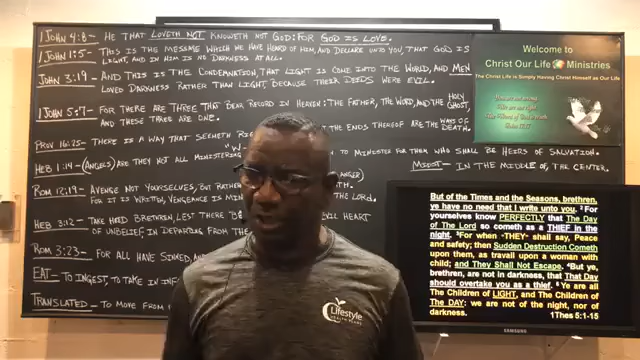 1 JOHN 4:8 - HE THAT LOVETH NOT KNOWETH NOT GOD: FOR GOD IS LOVE.
1 JOHN 1:5 - THIS IS THE MESSAGE WHICH WE HAVE HEARD OF HIM, AND DECLARE UNTO YOU, THAT GOD IS
LIGHT, AND IN HIM IS NO DARKNESS AT ALL.
JOHN 3:19 - AND THIS IS THE CONDEMNATION, THAT LIGHT IS COME INTO THE WORLD, AND MEN
LOVED DARKNESS RATHER THAN LIGHT, BECAUSE THEIR DEEDS WERE EVIL.
1 JOHN 5:7 - FOR THERE ARE THREE THAT BEAR RECORD IN HEAVEN: THE FATHER, THE WORD, AND THE HOLY GHOST,
AND THESE THREE ARE ONE.
PROV 16:25 - THERE IS A WAY THAT SEEMETH THE ENDS THEREOF ARE THE WAYS OF DEATH.
HEB 1:14 - (ANGELS) ARE THEY NOT ALL MINISTERING TO MINISTER FOR THEM WHO SHALL BE HEIRS OF SALVATION.
MIDST - IN THE MIDDLE OF, THE CENTER.
ROM 12:19 - AVENGE NOT YOURSELVES, BUT RATHER
FOR IT IS WRITTEN, VENGEANCE IS MINE THE LORD.
HEB 3:12 - TAKE HEED BRETHREN, LEST THERE EVIL HEART
OF UNBELIEF IN DEPARTING FROM THE
ROM 3:23 - FOR ALL HAVE SINNED, AND
EAT - TO INGEST, TO TAKE IN
TRANSLATED - TO MOVE FROM
Welcome to
Christ Our Life Ministries
The Christ Life is Simply Having Christ Himself as Our Life
But of the Times and the Seasons, brethren,
ye have no need that I write unto you. 2 For
yourselves know PERFECTLY that The Day
of The Lord so cometh as a THIEF in the
night. 3 For when -THEY- shall say, Peace
and safety; then Sudden Destruction Cometh
upon them, as travail upon a woman with
child; and They Shall Not Escape. 4 But ye,
brethren, are not in darkness, that That Day
should overtake you as a thief. 5 Ye are all
The Children of LIGHT, and The Children of
The DAY: we are not of the night, nor of
darkness. 1Thes 5:1-15
SAMSUNG
Lifestyle